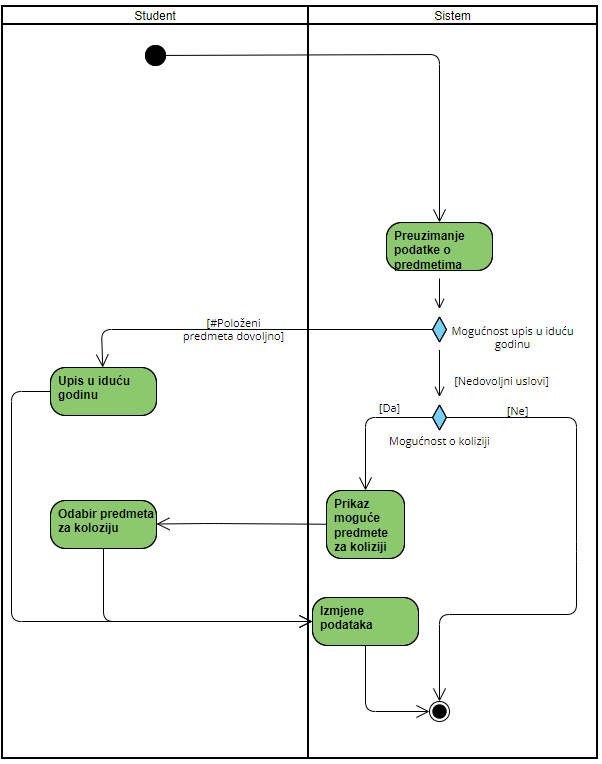 Student
Sistem
Preuzimanje
podatke o
predmetima
[#Položeni
predmeta dovoljno]
Mogućnost upis u iduću
godinu
Upis u iduću
godinu
[Nedovoljni uslovi]
[Da]
[Ne]
Mogućnost o koliziji
Prikaz
moguće
predmete
za koliziji
Odabir predmeta
za koloziju
Izmjene
podataka